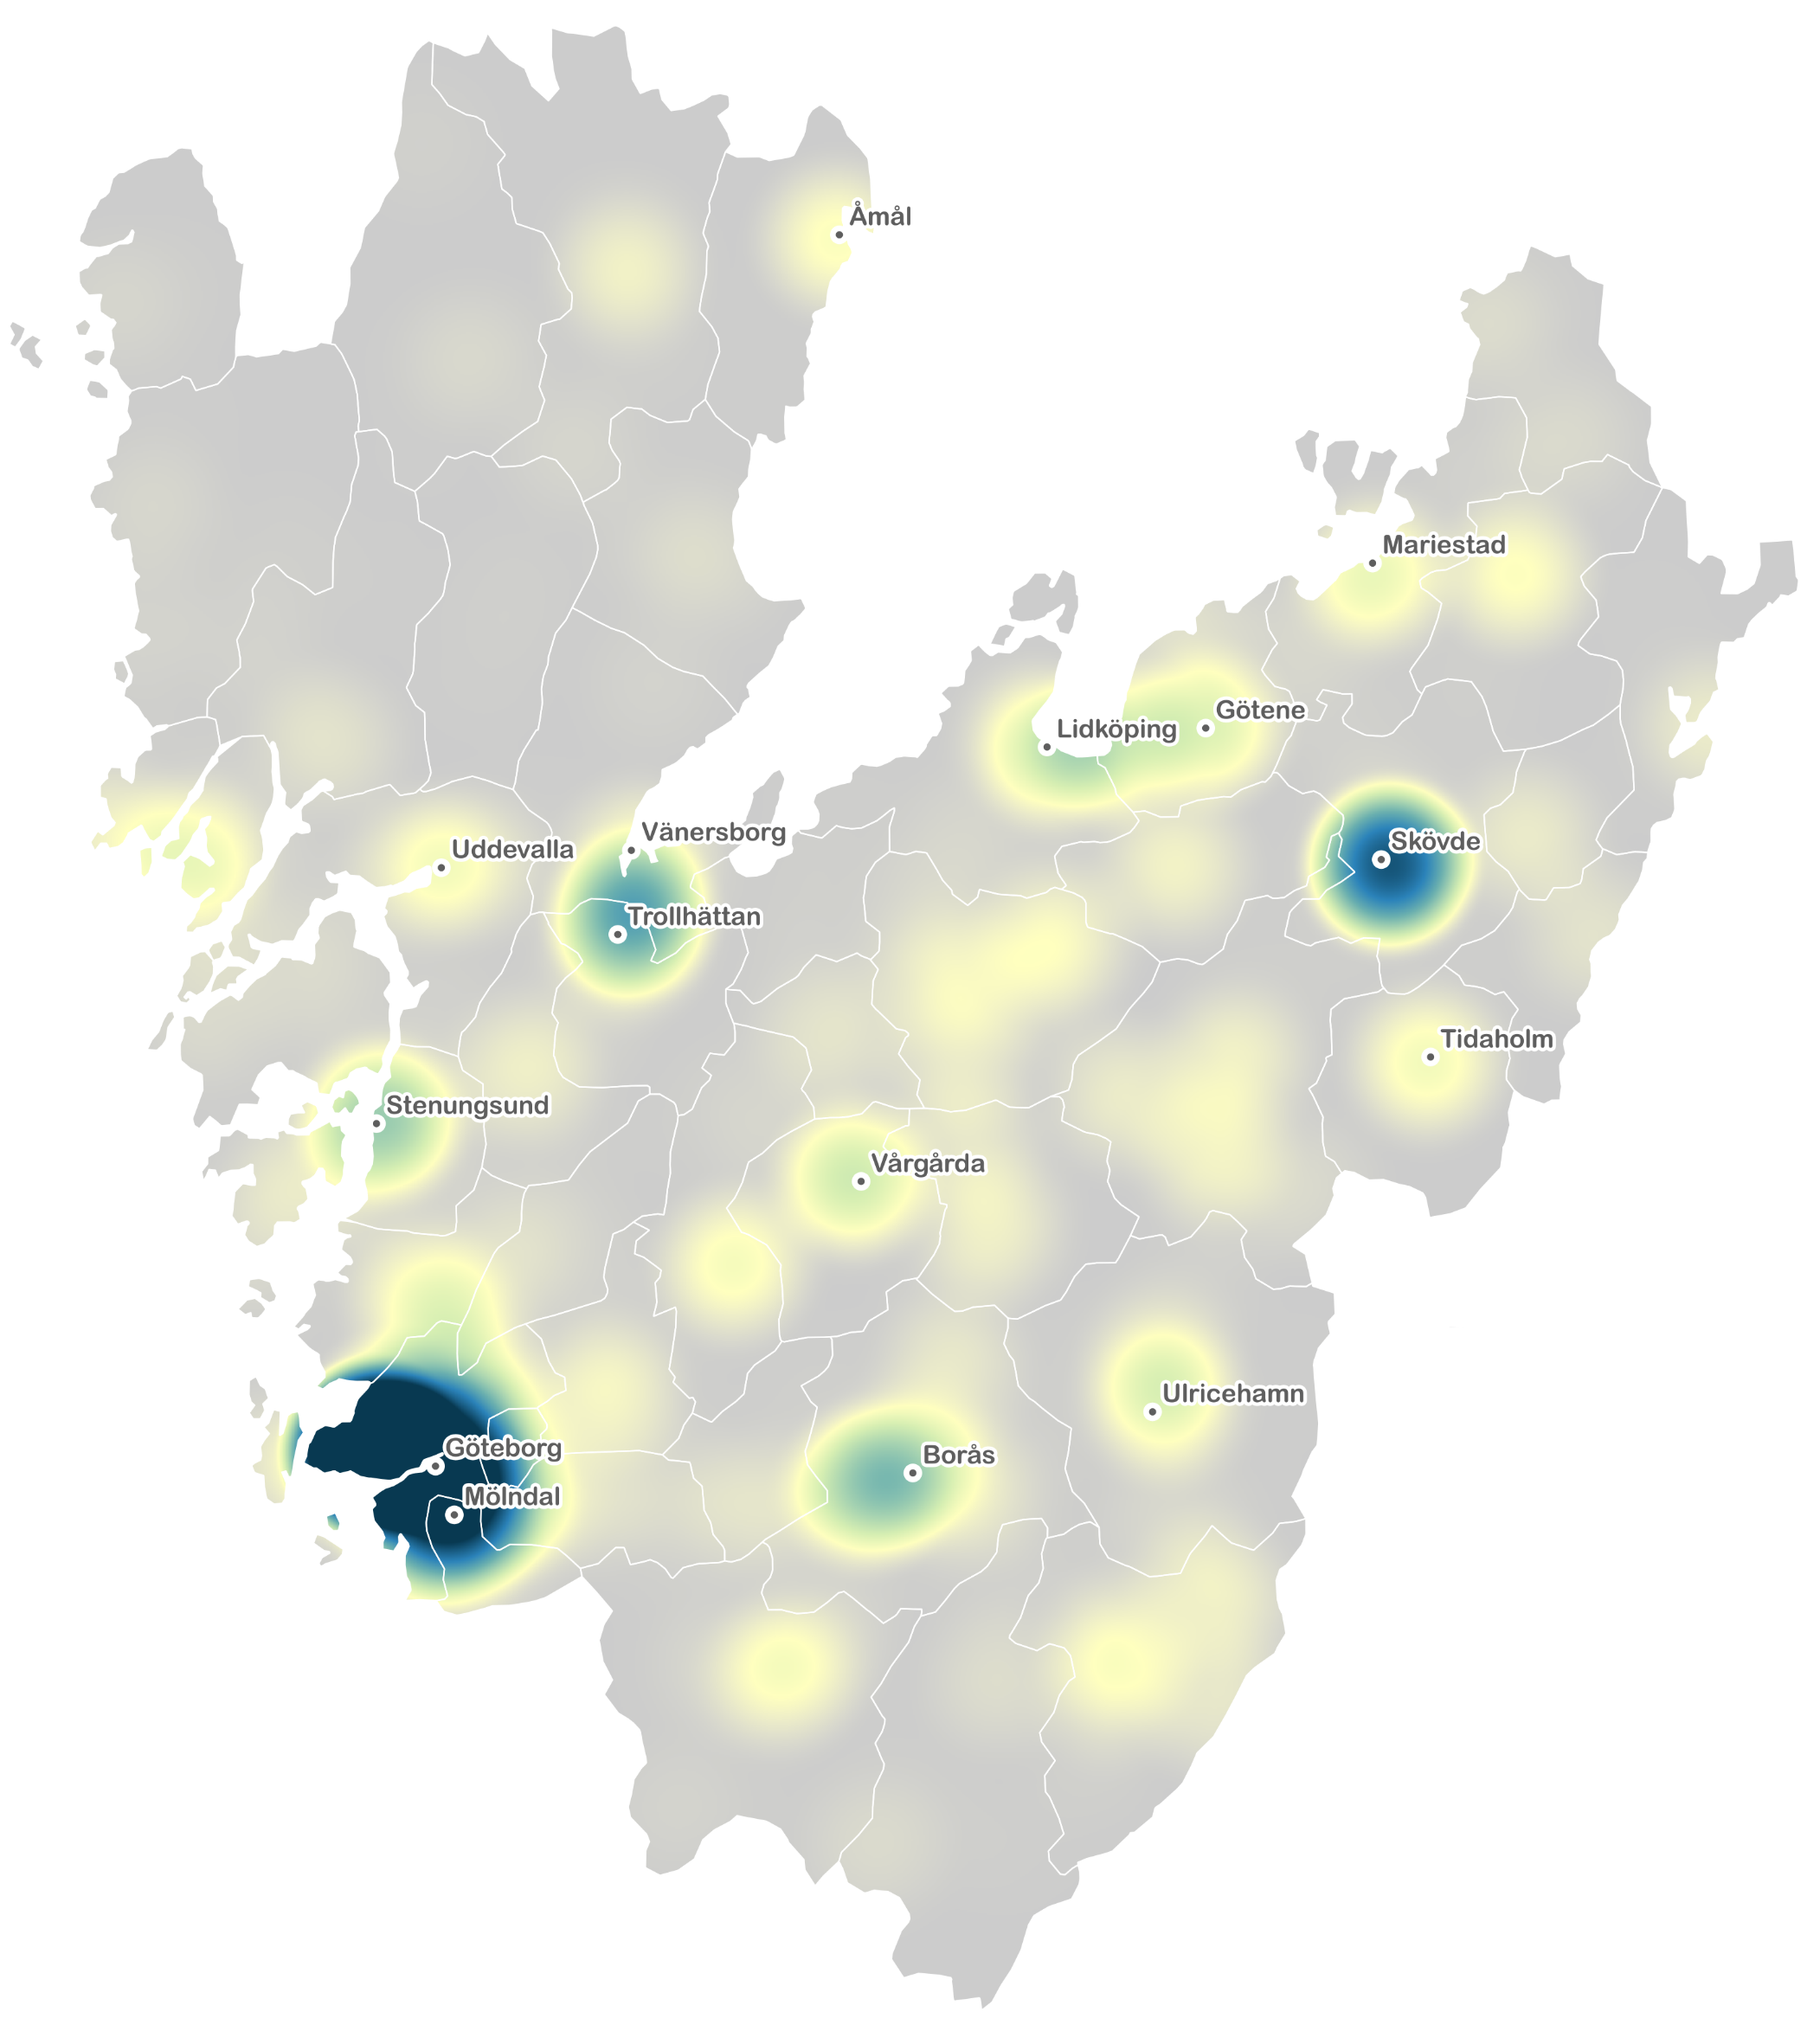 Åmål
Mariestad
Götene
Lidköping
Vänersborg
Skövde
Uddevalla
Trollhättan
Tidaholm
Stenungsund
Vårgårda
Ulricehamn
Göteborg
Borås
Mölndal